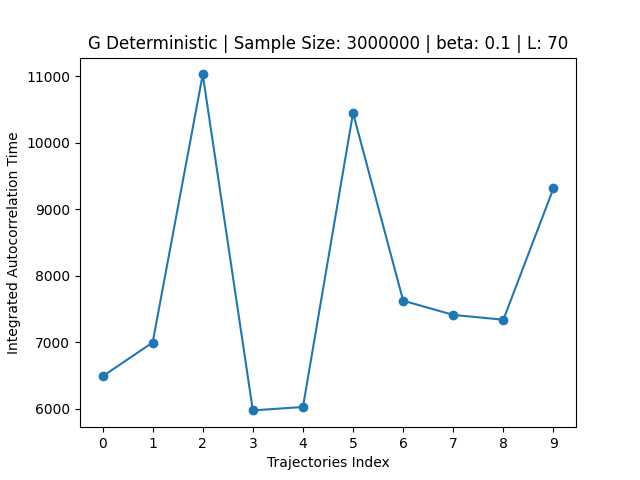 G Deterministic | Sample Size: 3000000 | beta: 0.1 | L: 70
Integrated Autocorrelation Time
11000
10000
9000
8000
7000
6000
0 1 2 3 4 5 6 7 8 9
Trajectories Index